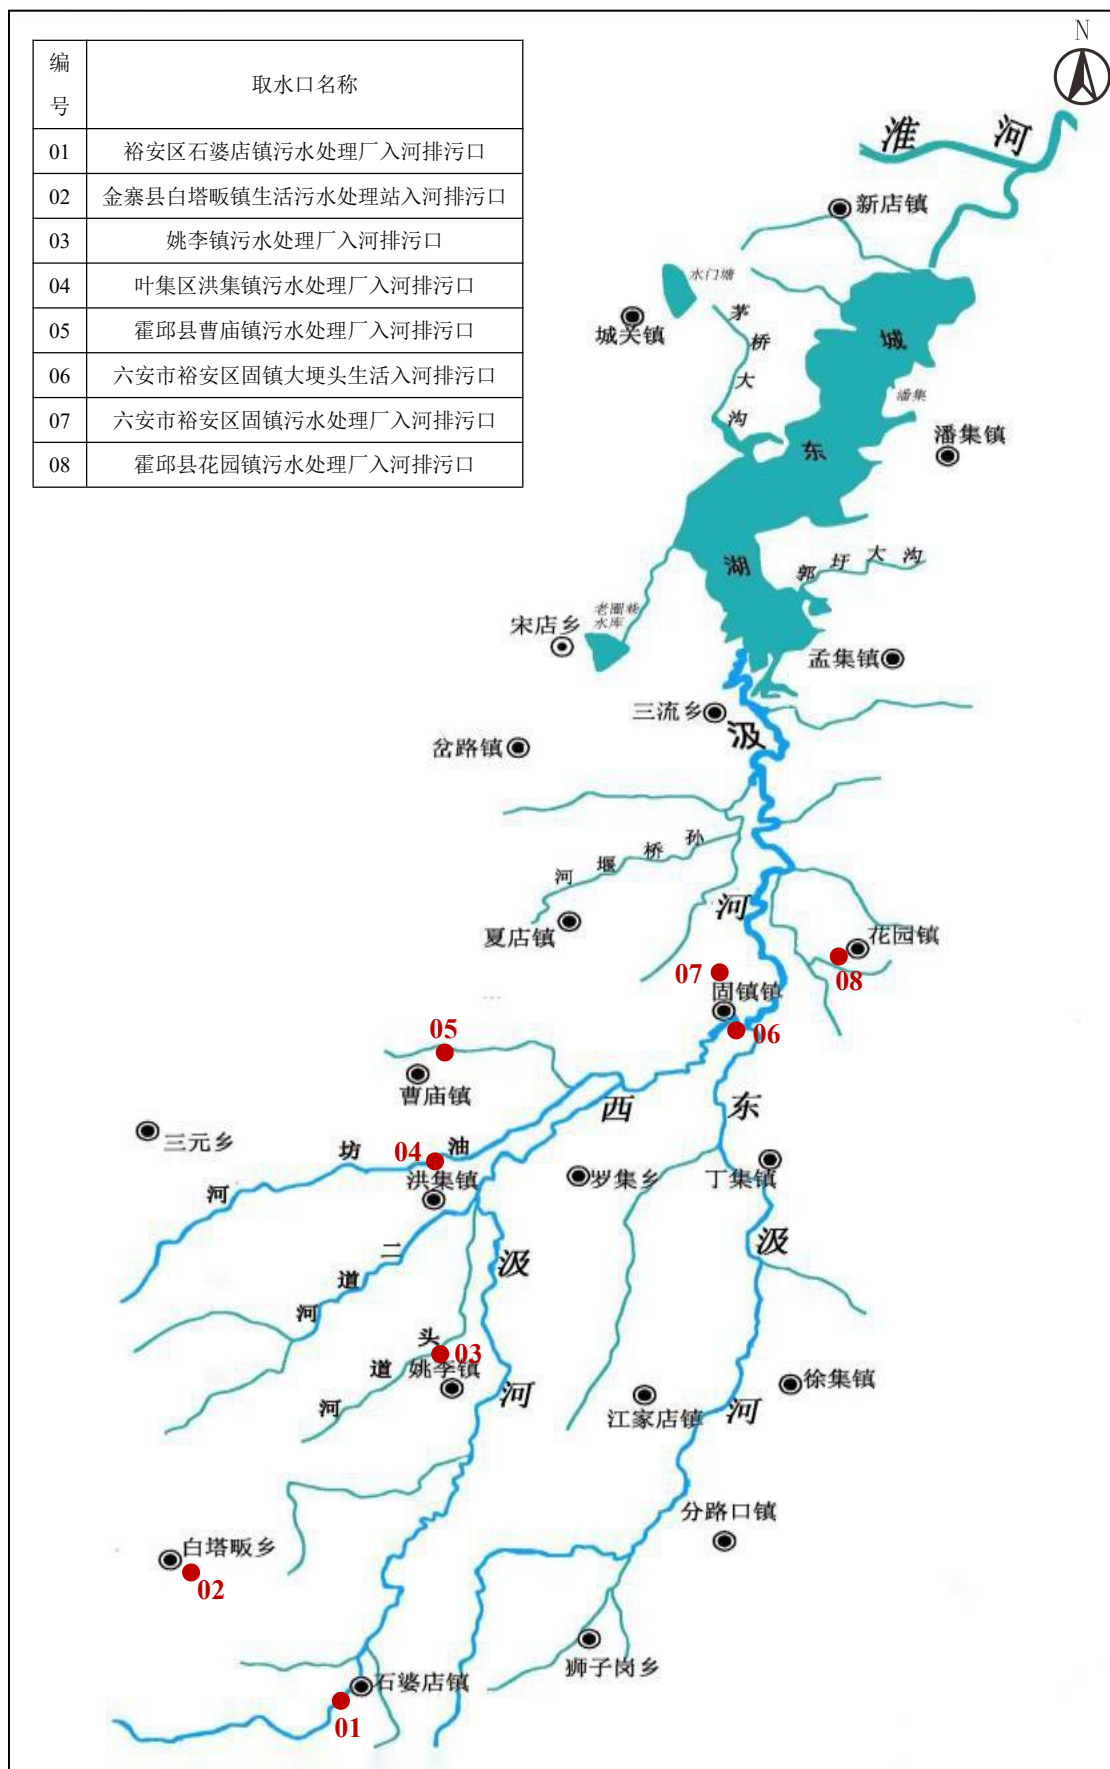 N
编号 取水口名称
01 裕安区石婆店镇污水处理厂入河排污口
02 金寨县白塔畈镇生活污水处理站入河排污口
03 姚李镇污水处理厂入河排污口
04 叶集区洪集镇污水处理厂入河排污口
05 霍邱县曹庙镇污水处理厂入河排污口
06 六安市裕安区固镇大埂头生活入河排污口
07 六安市裕安区固镇污水处理厂入河排污口
08 霍邱县花园镇污水处理厂入河排污口
淮河
新店镇
水门塘
城关镇
茅桥大沟
城东湖
潘集
潘集镇
郭圩大沟
水库
宋店乡
孟集镇
三流乡
汲河
岔路镇
河堰桥孙
夏店镇
花园镇
08
07
固镇镇
06
05
曹庙镇
西汲河
东汲河
三元乡
油坊河
04
洪集镇
罗集乡
丁集镇
二道河
头道河
03
姚李镇
徐集镇
江家店镇
分路口镇
白塔畈乡
02
狮子岗乡
石婆店镇
01